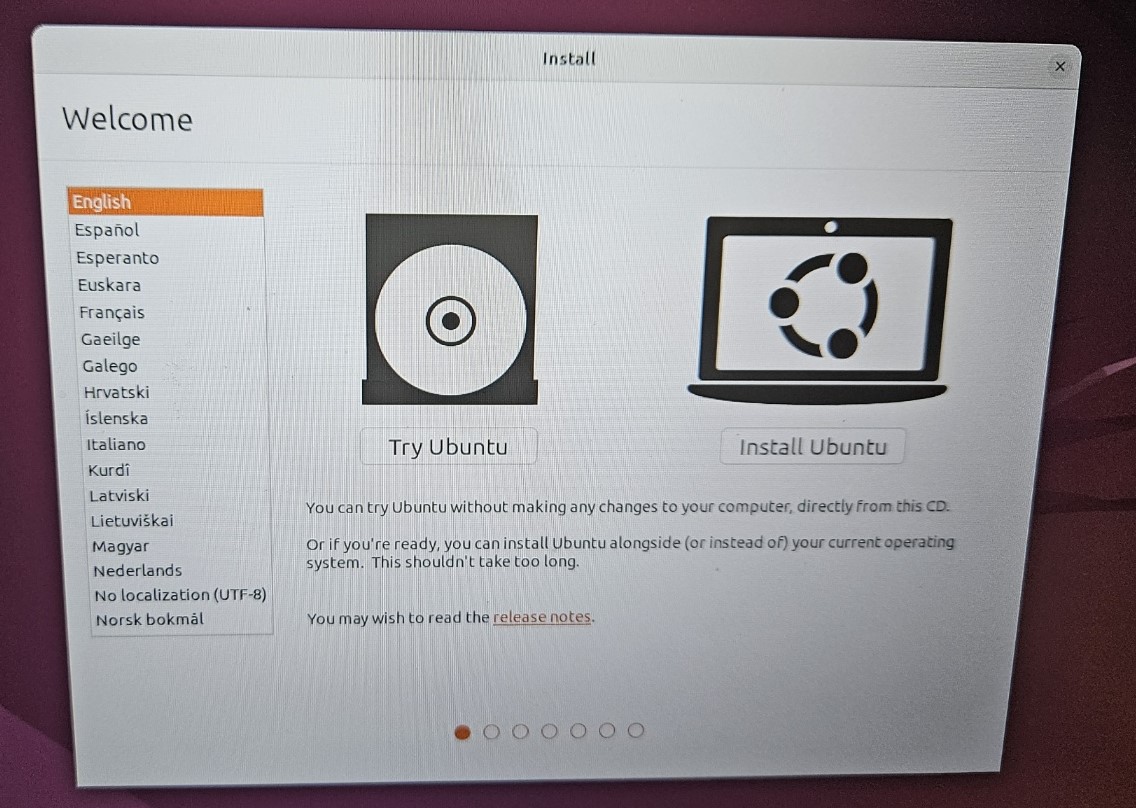 Install
Welcome
English
Español
Esperanto
Euskara
Français
Gaeilge
Galego
Hrvatski
Íslenska
Italiano
Kurdî
Latviski
Lietuviškai
Magyar
Nederlands
No localization (UTF-8)
Norsk bokmål
Try Ubuntu
Install Ubuntu
You can try Ubuntu without making any changes to your computer, directly from this CD.
Or if you're ready, you can install Ubuntu alongside (or instead of) your current operating
system. This shouldn't take too long.
You may wish to read the release notes.